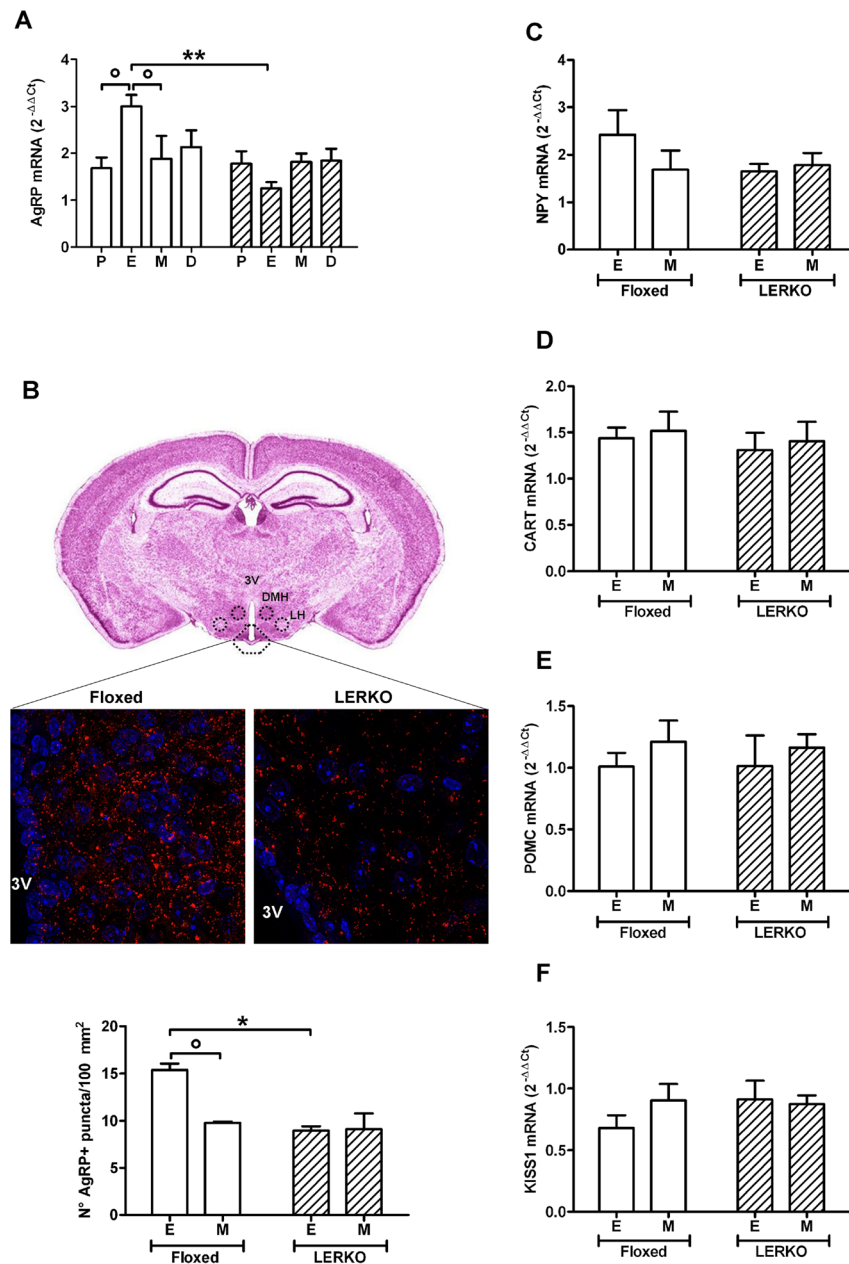 A
AgRP mRNA (2^-ΔΔCt)
4
3
2
1
0
° ° **
P E M D P E M D
B
3V
DMH
LH
Floxed LERKO
3V 3V
N° AgRP+ puncta/100 mm²
20
15
10
5
0
° *
E M E M
Floxed LERKO
C
NPY mRNA (2^-ΔΔCt)
4
3
2
1
0
E M E M
Floxed LERKO
D
CART mRNA (2^-ΔΔCt)
2.0
1.5
1.0
0.5
0.0
E M E M
Floxed LERKO
E
POMC mRNA (2^-ΔΔCt)
1.5
1.0
0.5
0.0
E M E M
Floxed LERKO
F
KISS1 mRNA (2^-ΔΔCt)
1.5
1.0
0.5
0.0
E M E M
Floxed LERKO